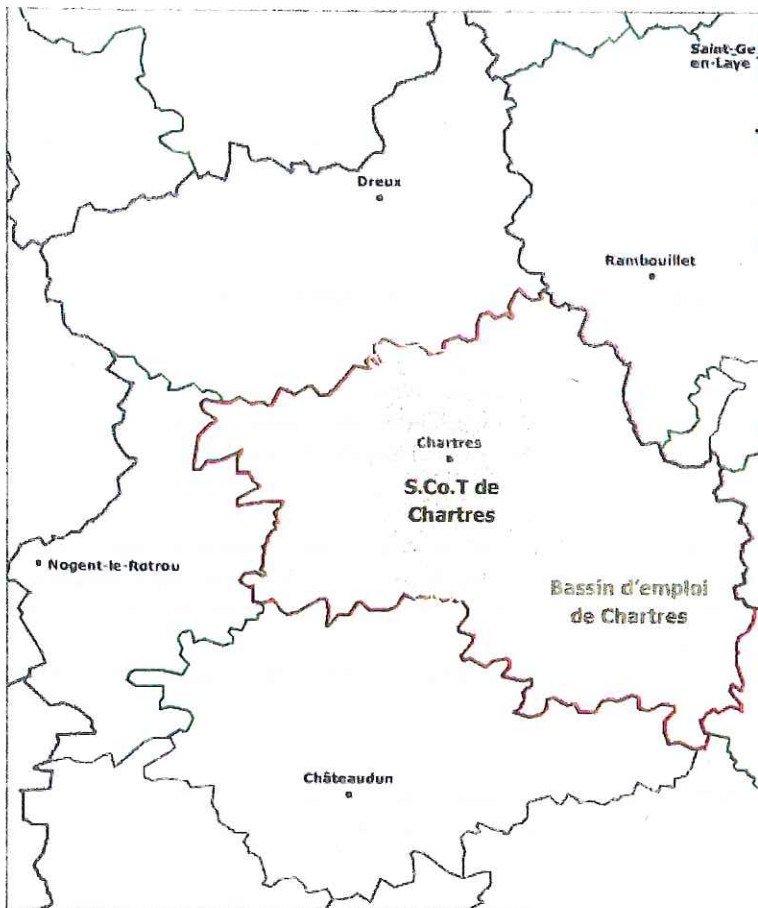 Saint-Ge
en-Laye
Dreux
Rambouillet
Chartres
S.Co.T de
Chartres
Nogent-le-Rotrou
Bassin d'emploi
de Chartres
Châteaudun